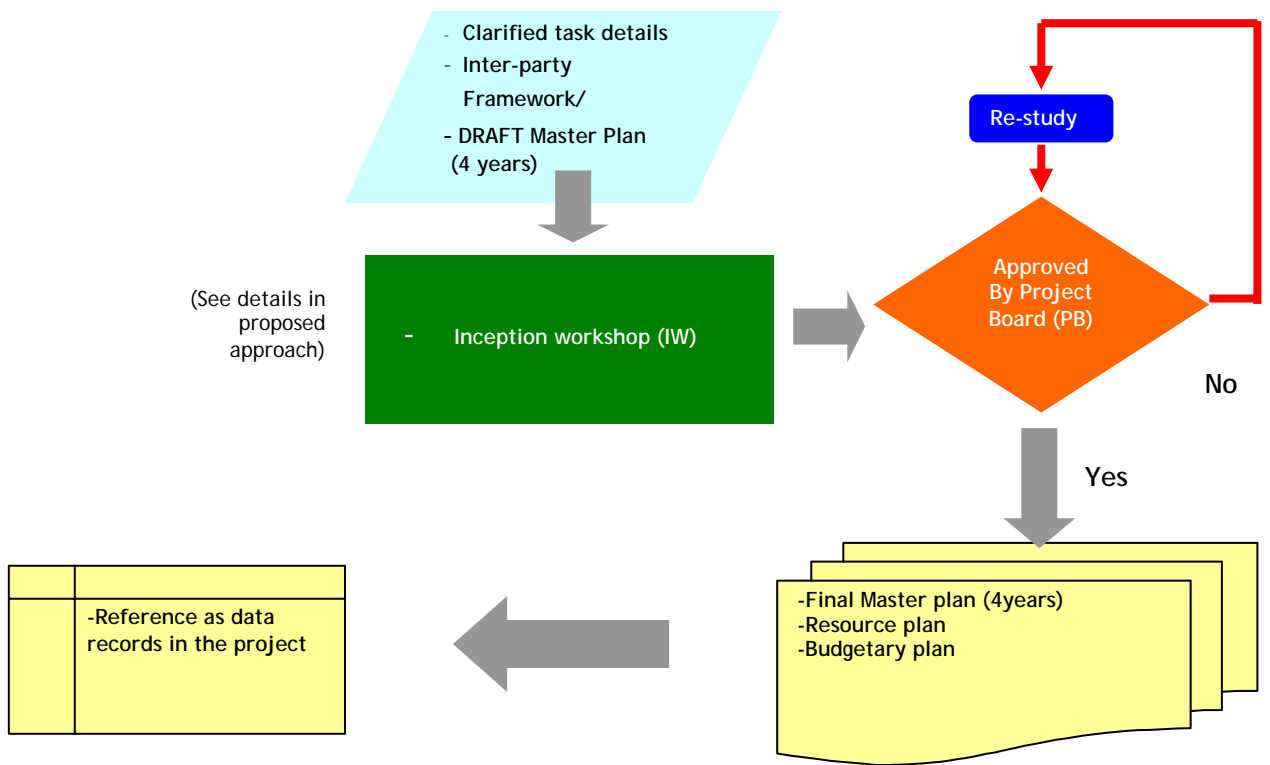 - Clarified task details
- Inter-party
Framework/
- DRAFT Master Plan
(4 years)
Re-study
(See details in
proposed
approach)
- Inception workshop (IW)
Approved
By Project
Board (PB)
No
Yes
-Reference as data
records in the project
-Final Master plan (4years)
-Resource plan
-Budgetary plan